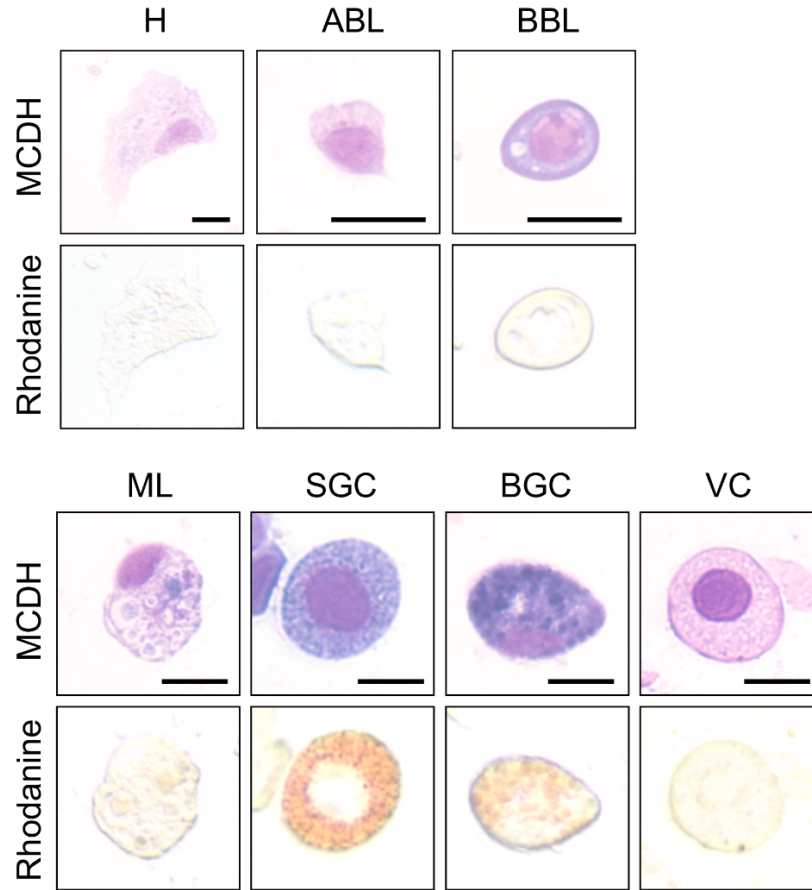 H ABL BBL
MCDH
Rhodanine
ML SGC BGC VC
MCDH
Rhodanine